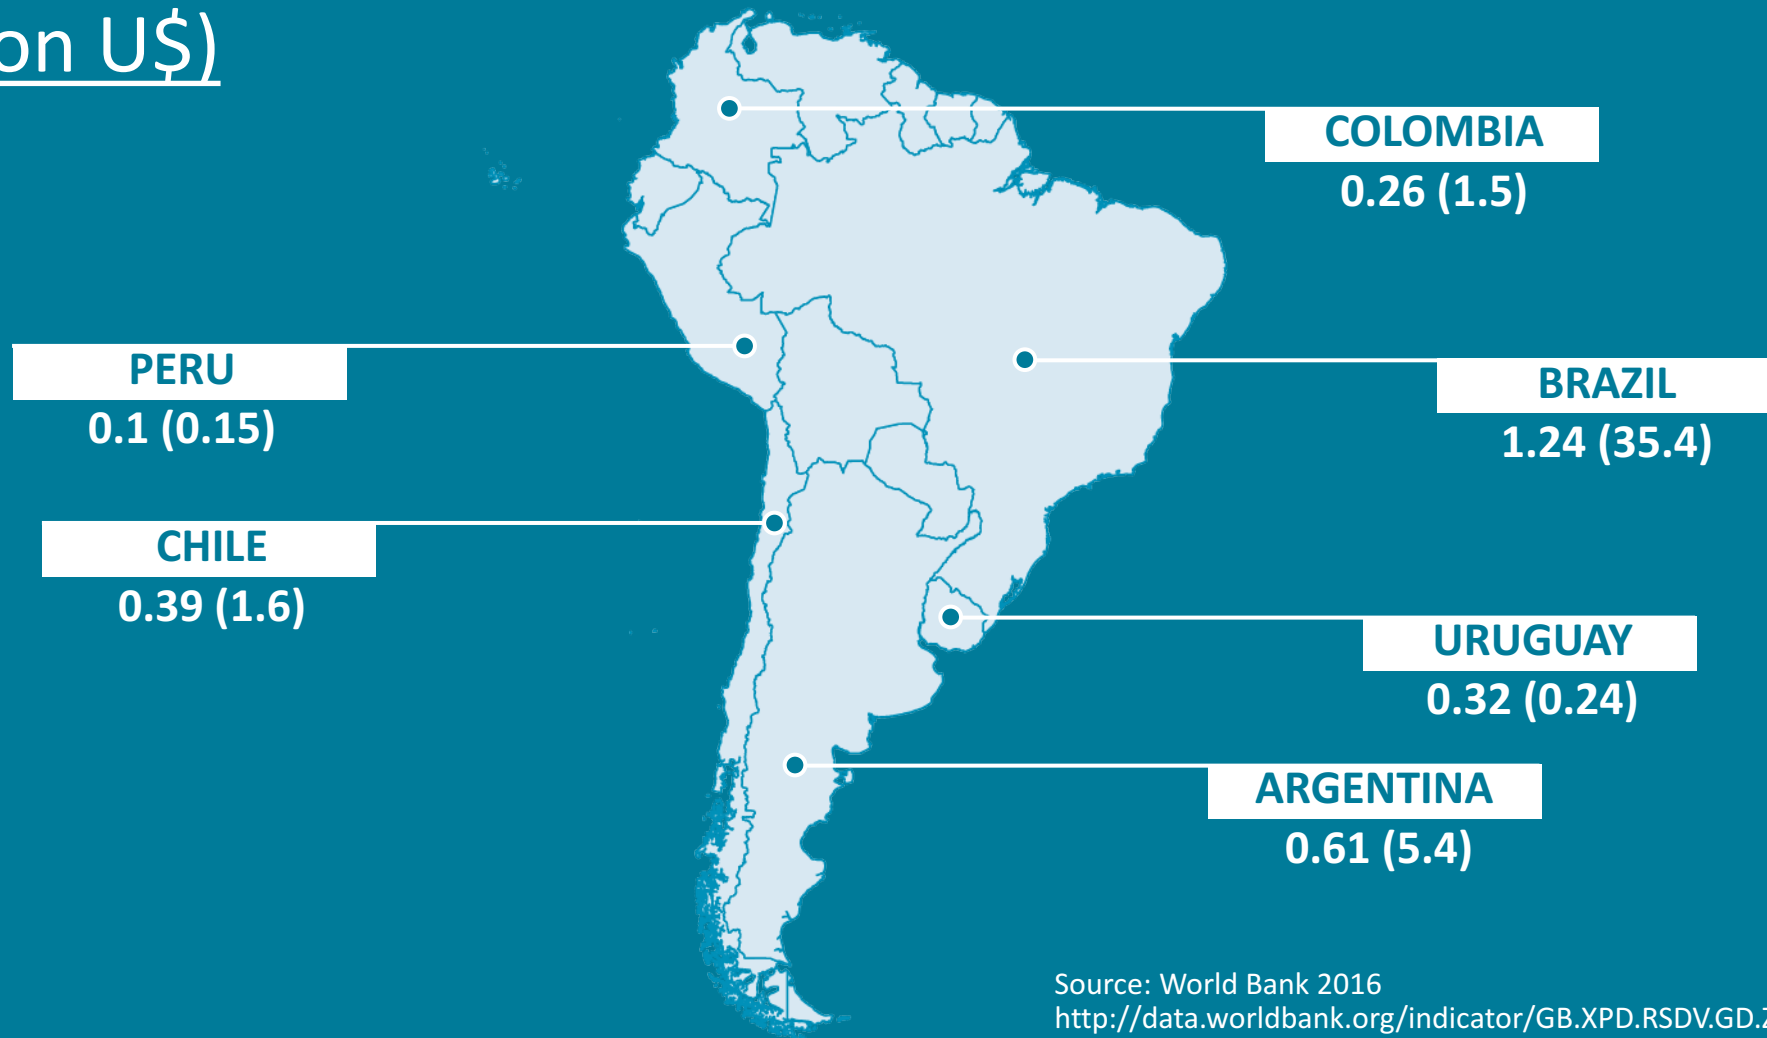 on U$)
COLOMBIA
0.26 (1.5)
PERU
0.1 (0.15)
BRAZIL
1.24 (35.4)
CHILE
0.39 (1.6)
URUGUAY
0.32 (0.24)
ARGENTINA
0.61 (5.4)
Source: World Bank 2016
http://data.worldbank.org/indicator/GB.XPD.RSDV.GD.Z